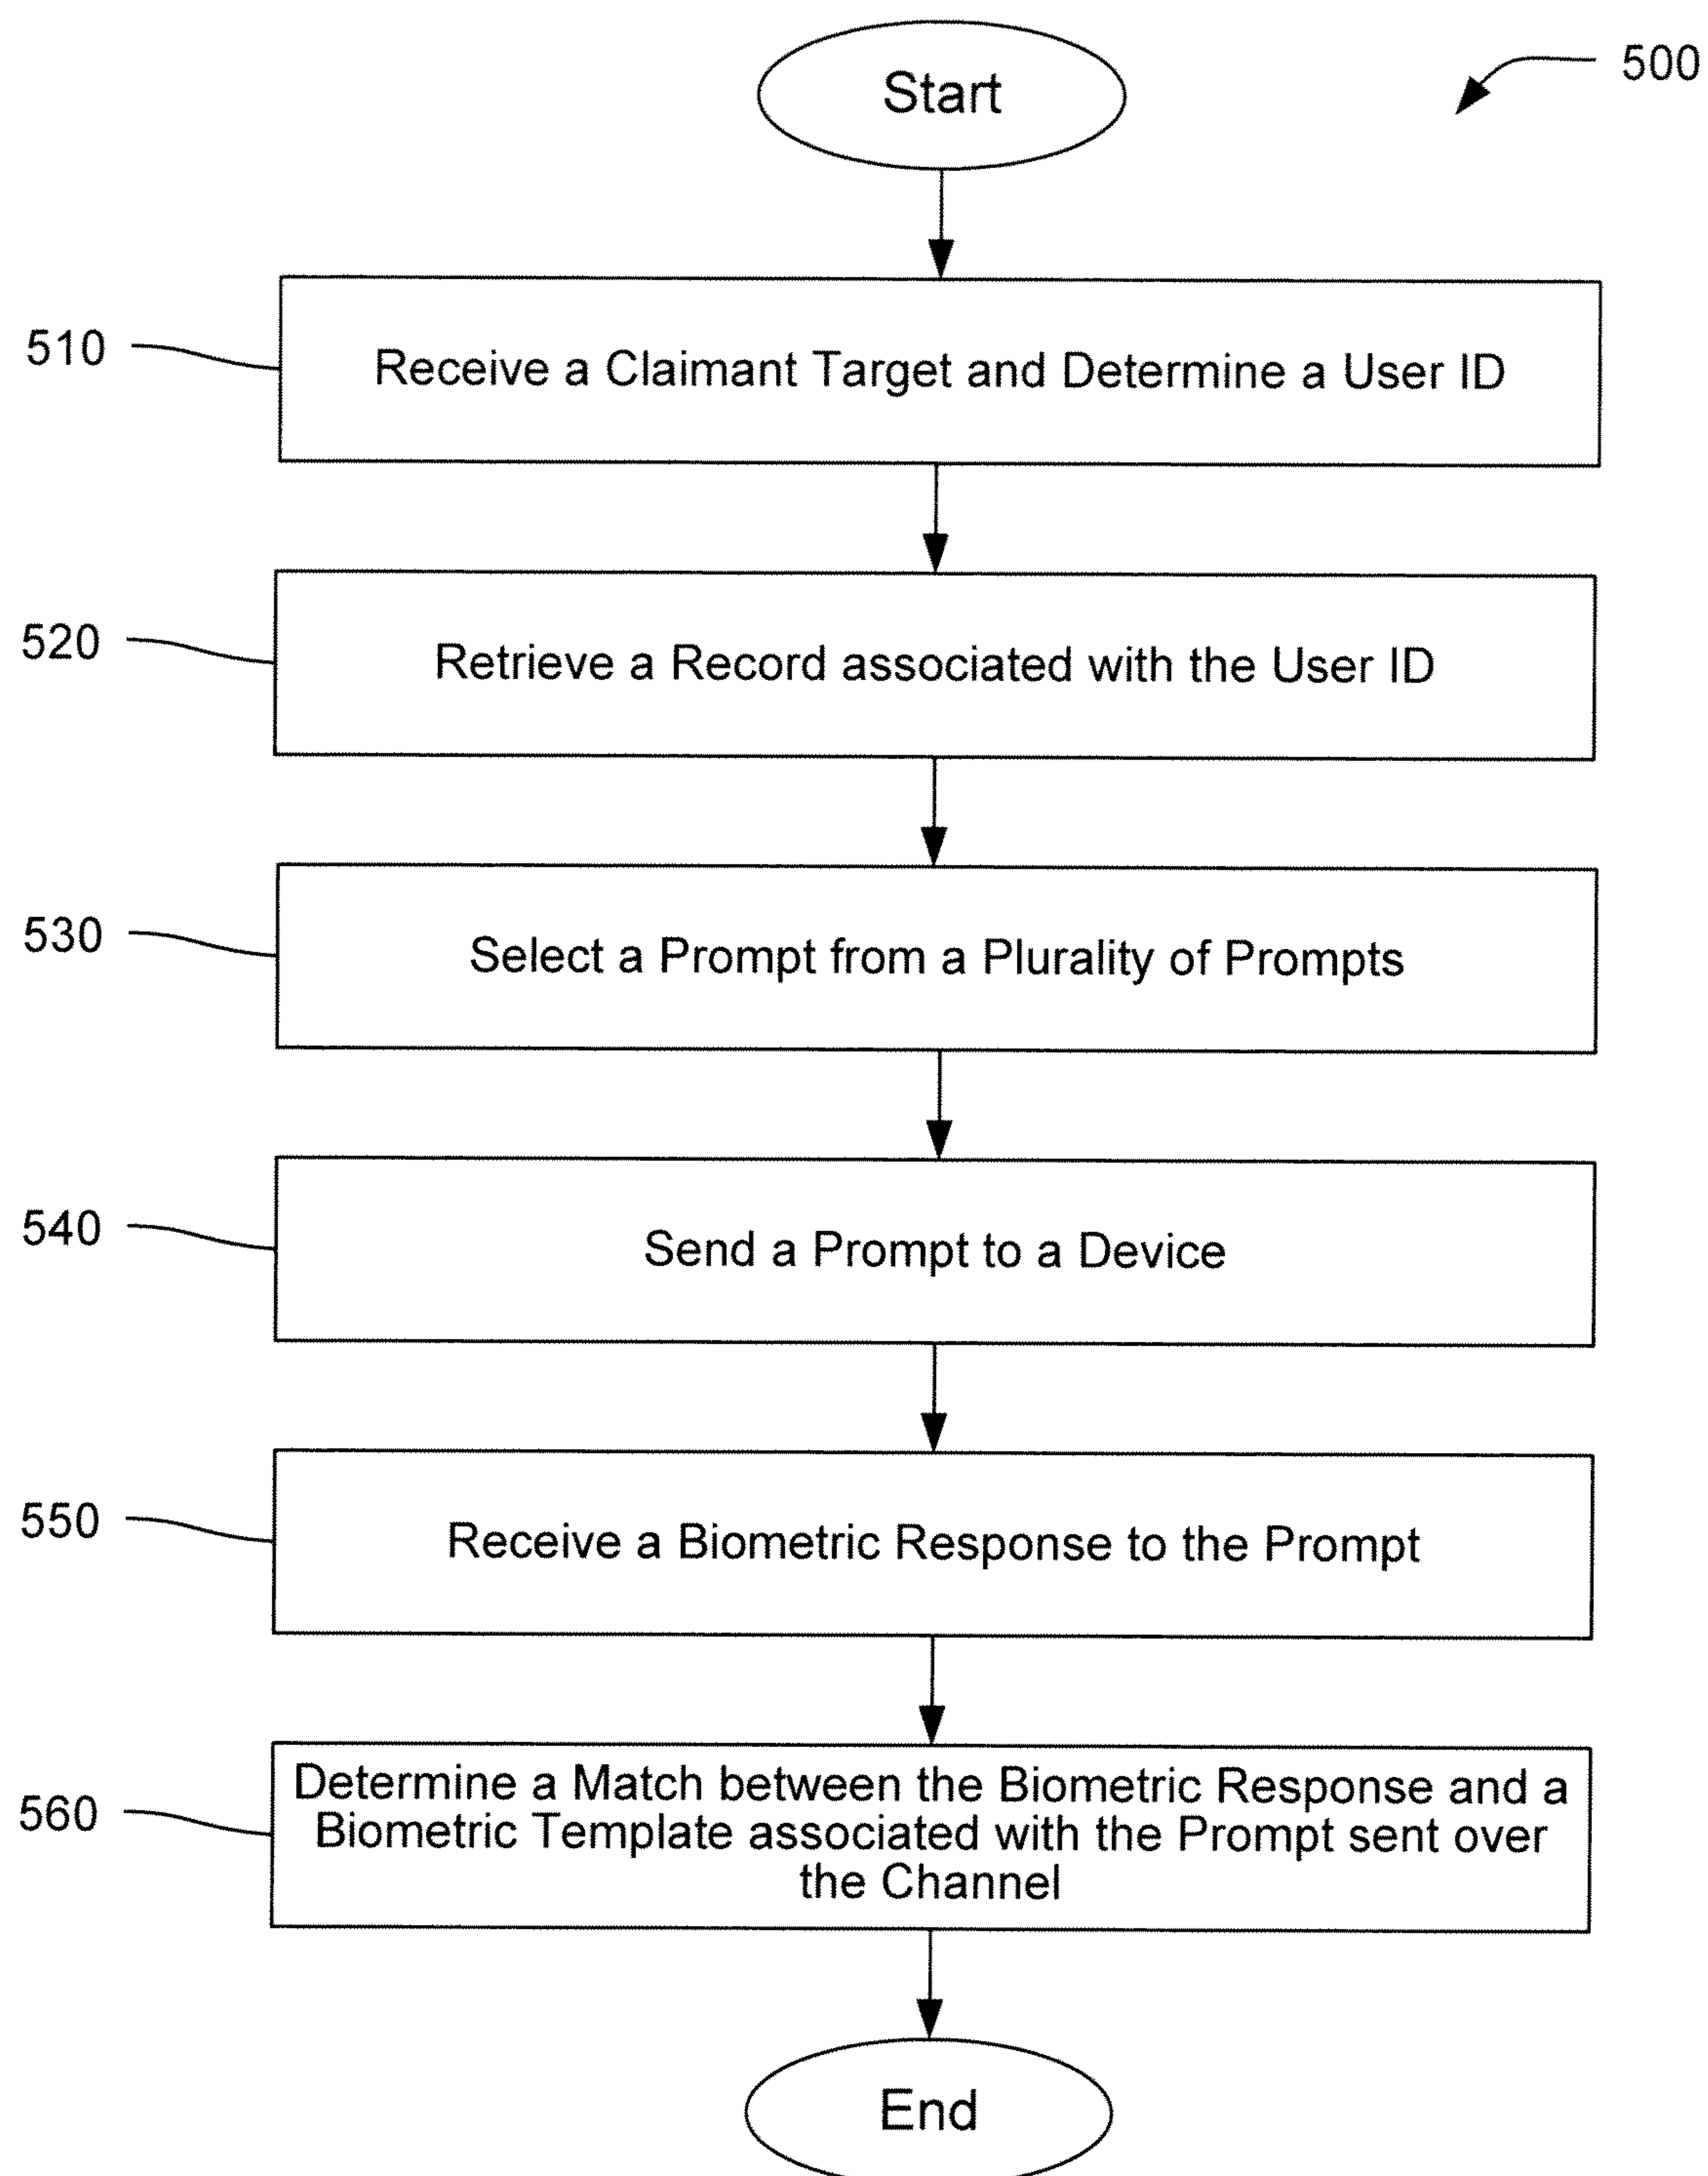 Start
500
510
Receive a Claimant Target and Determine a User ID
520
Retrieve a Record associated with the User ID
530
Select a Prompt from a Plurality of Prompts
540
Send a Prompt to a Device
550
Receive a Biometric Response to the Prompt
560
Determine a Match between the Biometric Response and a
Biometric Template associated with the Prompt sent over
the Channel
End